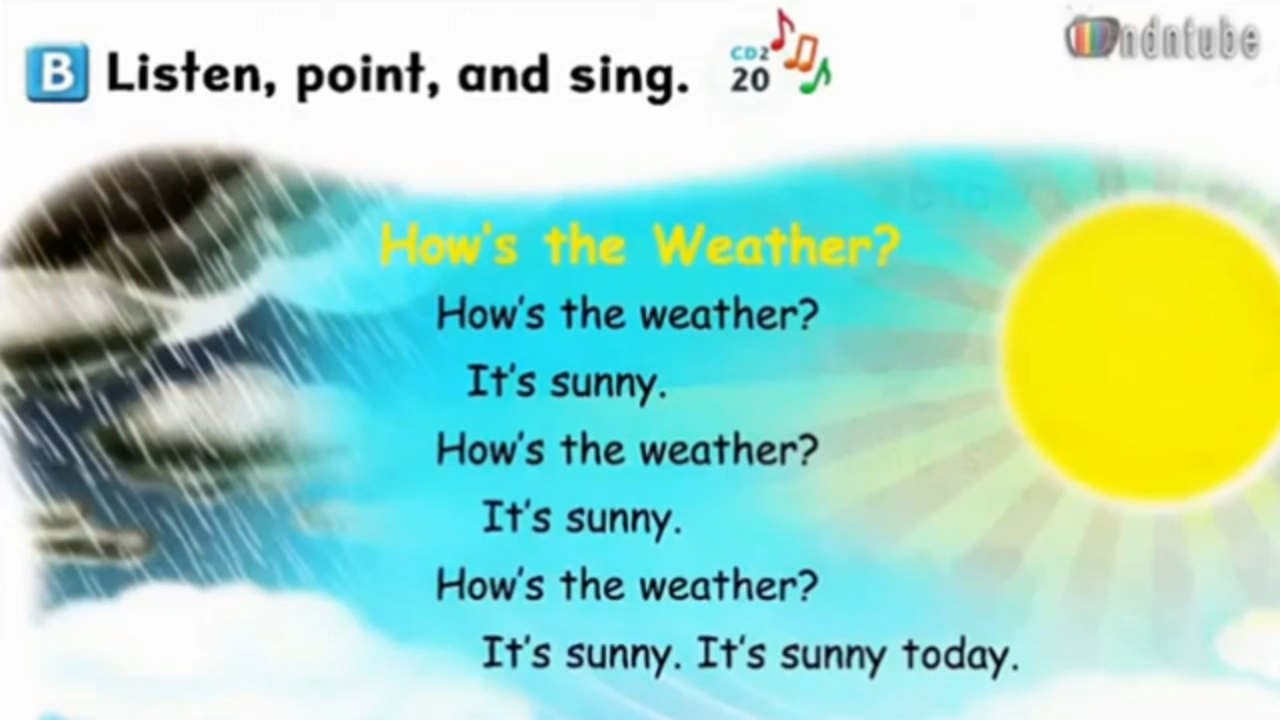 B Listen, point, and sing. CD2 20
ndntube
How's the Weather?
How's the weather?
It's sunny.
How's the weather?
It's sunny.
How's the weather?
It's sunny. It's sunny today.